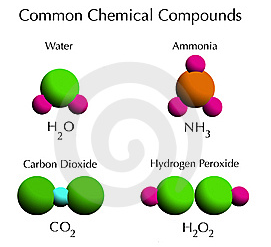 Common Chemical Compounds
Water
Ammonia
H₂O
NH₃
Carbon Dioxide
Hydrogen Peroxide
CO₂
H₂O₂